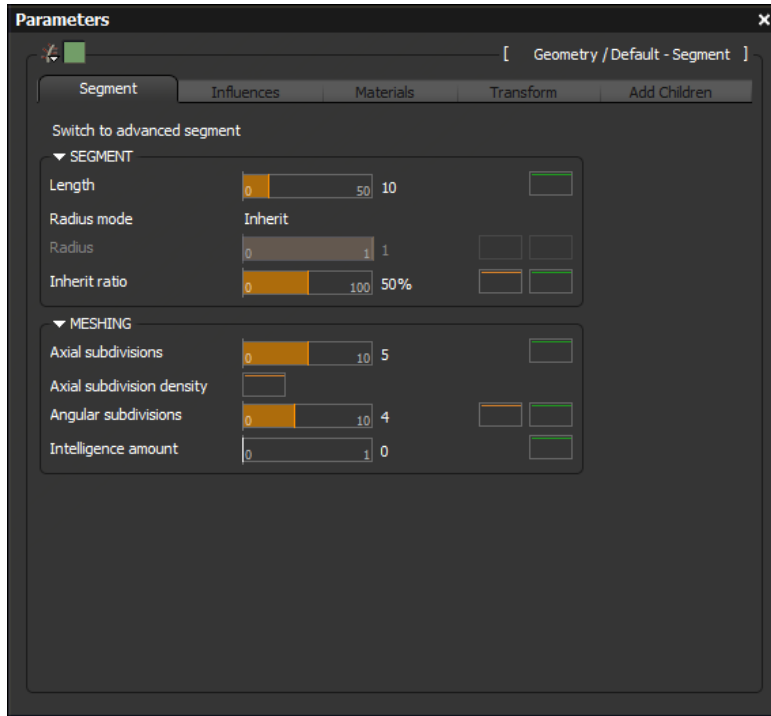 Parameters
[ Geometry / Default - Segment ]
Segment Influences Materials Transform Add Children
Switch to advanced segment
SEGMENT
Length 0 50 10
Radius mode Inherit
Radius 0 1 1
Inherit ratio 0 100 50%
MESHING
Axial subdivisions 0 10 5
Axial subdivision density
Angular subdivisions 0 10 4
Intelligence amount 0 1 0